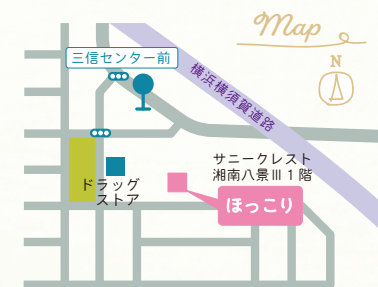 Map
N
三信センター前
横浜横須賀道路
サニークレスト
湘南八景Ⅲ1階
ほっこり
ドラッグ
ストア